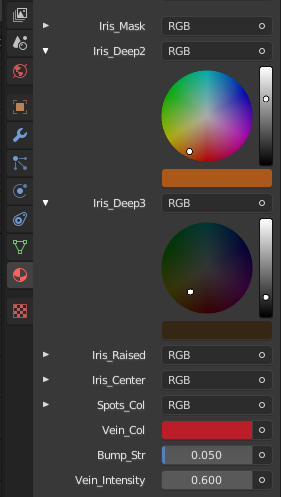 Iris_Mask RGB
Iris_Deep2 RGB
Iris_Deep3 RGB
Iris_Raised RGB
Iris_Center RGB
Spots_Col RGB
Vein_Col
Bump_Str 0.050
Vein_Intensity 0.600